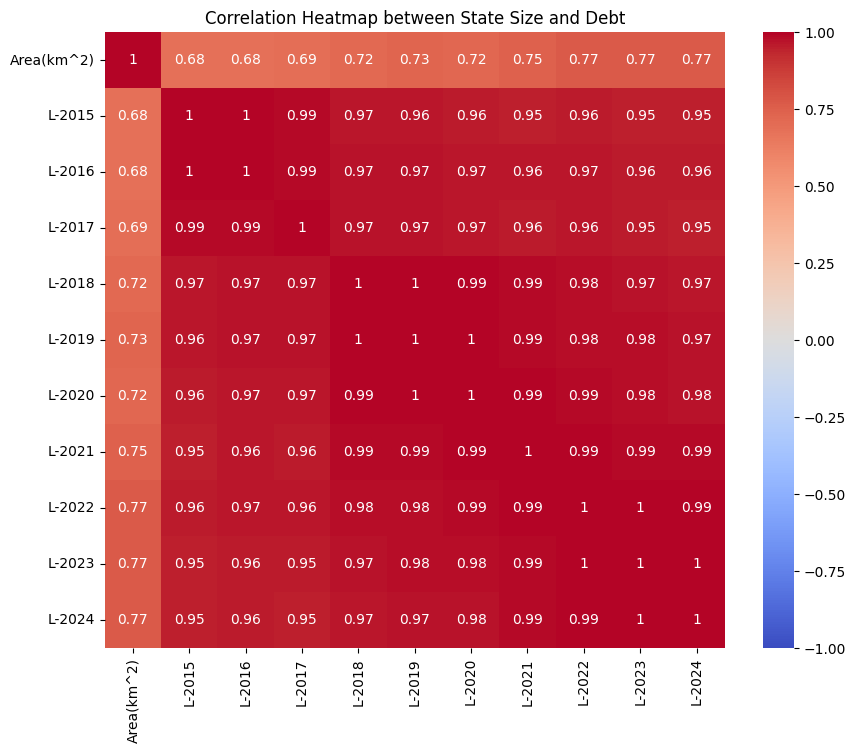 Correlation Heatmap between State Size and Debt
Area(km^2) 1 0.68 0.68 0.69 0.72 0.73 0.72 0.75 0.77 0.77 0.77
L-2015 0.68 1 1 0.99 0.97 0.96 0.96 0.95 0.96 0.95 0.95
L-2016 0.68 1 1 0.99 0.97 0.97 0.97 0.96 0.97 0.96 0.96
L-2017 0.69 0.99 0.99 1 0.97 0.97 0.97 0.96 0.96 0.95 0.95
L-2018 0.72 0.97 0.97 0.97 1 1 0.99 0.99 0.98 0.97 0.97
L-2019 0.73 0.96 0.97 0.97 1 1 1 0.99 0.98 0.98 0.97
L-2020 0.72 0.96 0.97 0.97 0.99 1 1 0.99 0.99 0.98 0.98
L-2021 0.75 0.95 0.96 0.96 0.99 0.99 0.99 1 0.99 0.99 0.99
L-2022 0.77 0.96 0.97 0.96 0.98 0.98 0.99 0.99 1 1 0.99
L-2023 0.77 0.95 0.96 0.95 0.97 0.98 0.98 0.99 1 1 1
L-2024 0.77 0.95 0.96 0.95 0.97 0.97 0.98 0.99 0.99 1 1
Area(km^2) L-2015 L-2016 L-2017 L-2018 L-2019 L-2020 L-2021 L-2022 L-2023 L-2024
1.00
0.75
0.50
0.25
0.00
−0.25
−0.50
−0.75
−1.00